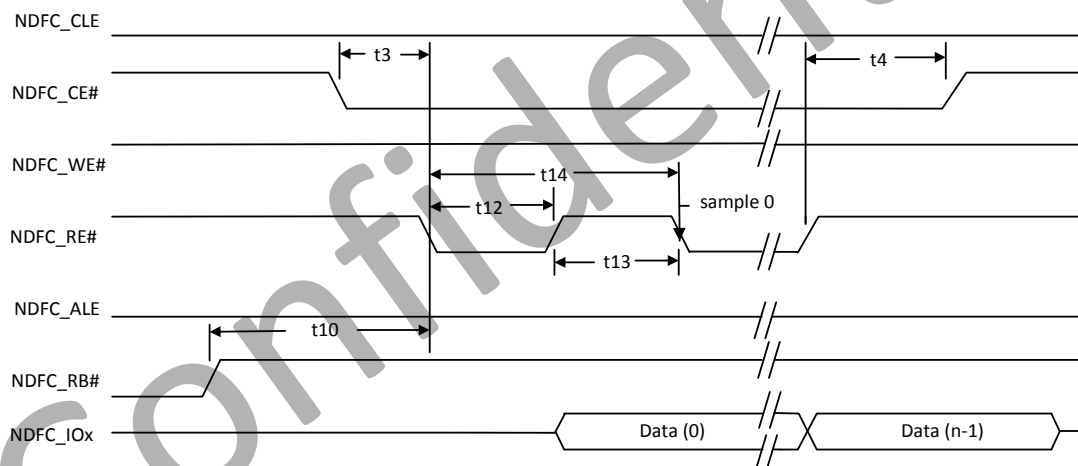 NDFC_CLE
t3
t4
NDFC_CE#
NDFC_WE#
t14
t12
sample 0
NDFC_RE#
t13
NDFC_ALE
t10
NDFC_RB#
NDFC_IOx
Data (0)
Data (n-1)
Confiden